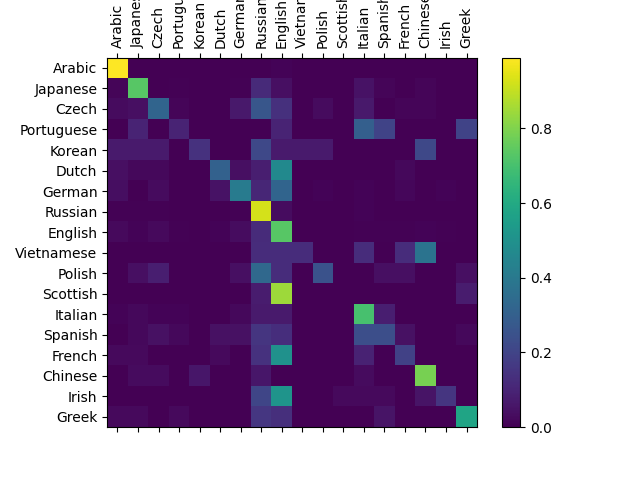 Arabic
Japanes
Czech
Portugu
Korean
Dutch
German
Russian
English
Vietnam
Polish
Scottish
Italian
Spanish
French
Chinese
Irish
Greek
Arabic
Japanese
Czech
Portuguese
Korean
Dutch
German
Russian
English
Vietnamese
Polish
Scottish
Italian
Spanish
French
Chinese
Irish
Greek
0.8
0.6
0.4
0.2
0.0